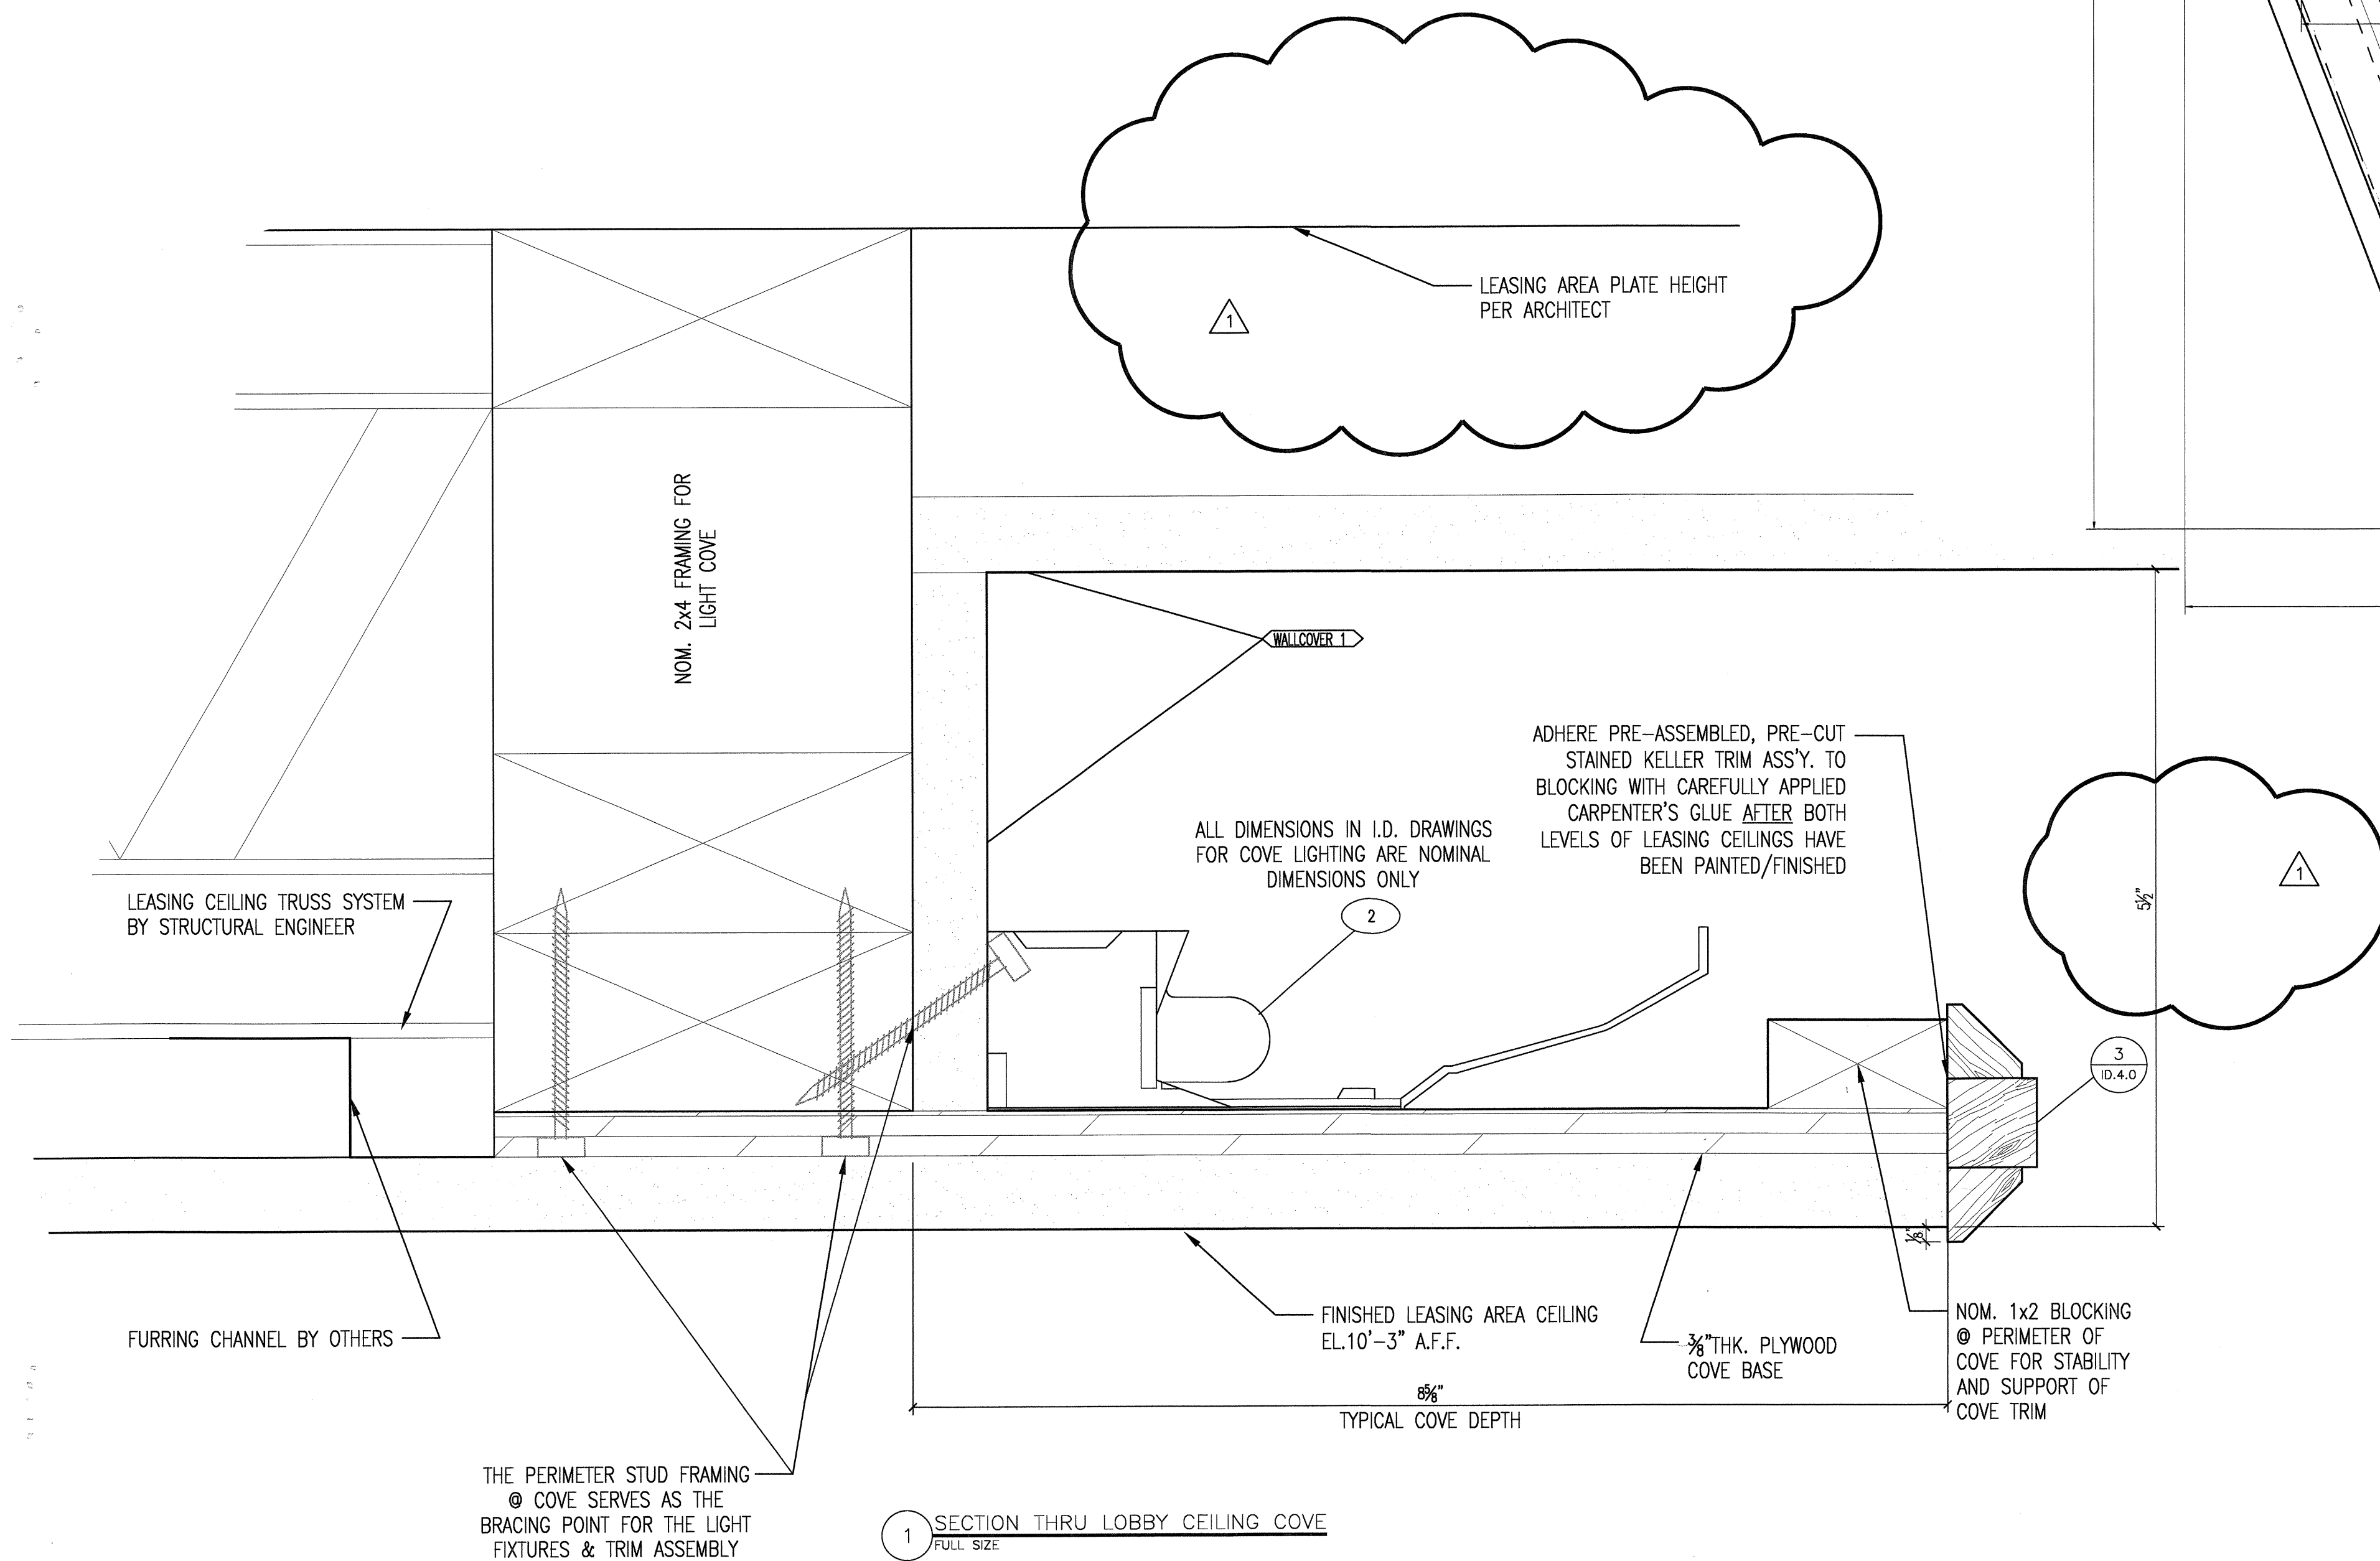 LEASING AREA PLATE HEIGHT
PER ARCHITECT
1
NOM. 2x4 FRAMING FOR
LIGHT COVE
WALLCOVER 1
ADHERE PRE-ASSEMBLED, PRE-CUT
STAINED KELLER TRIM ASS'Y. TO
BLOCKING WITH CAREFULLY APPLIED
CARPENTER'S GLUE AFTER BOTH
LEVELS OF LEASING CEILINGS HAVE
BEEN PAINTED/FINISHED
ALL DIMENSIONS IN I.D. DRAWINGS
FOR COVE LIGHTING ARE NOMINAL
DIMENSIONS ONLY
2
1
5½"
LEASING CEILING TRUSS SYSTEM
BY STRUCTURAL ENGINEER
3
ID.4.0
⅛"
FURRING CHANNEL BY OTHERS
FINISHED LEASING AREA CEILING
EL.10'-3" A.F.F.
⅜"THK. PLYWOOD
COVE BASE
NOM. 1x2 BLOCKING
@ PERIMETER OF
COVE FOR STABILITY
AND SUPPORT OF
COVE TRIM
8⅝"
TYPICAL COVE DEPTH
THE PERIMETER STUD FRAMING
@ COVE SERVES AS THE
BRACING POINT FOR THE LIGHT
FIXTURES & TRIM ASSEMBLY
1
SECTION THRU LOBBY CEILING COVE
FULL SIZE